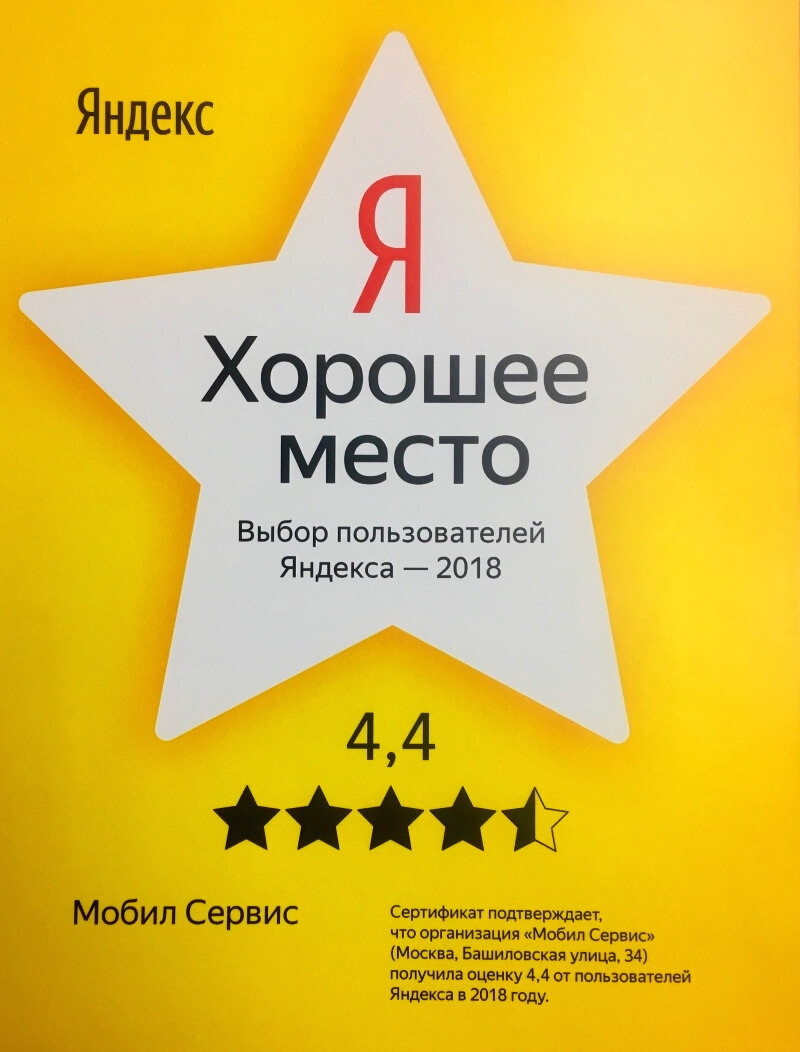 Яндекс
Я
Хорошее
место
Выбор пользователей
Яндекса — 2018
4,4
Мобил Сервис
Сертификат подтверждает,
что организация «Мобил Сервис»
(Москва, Башиловская улица, 34)
получила оценку 4,4 от пользователей
Яндекса в 2018 году.